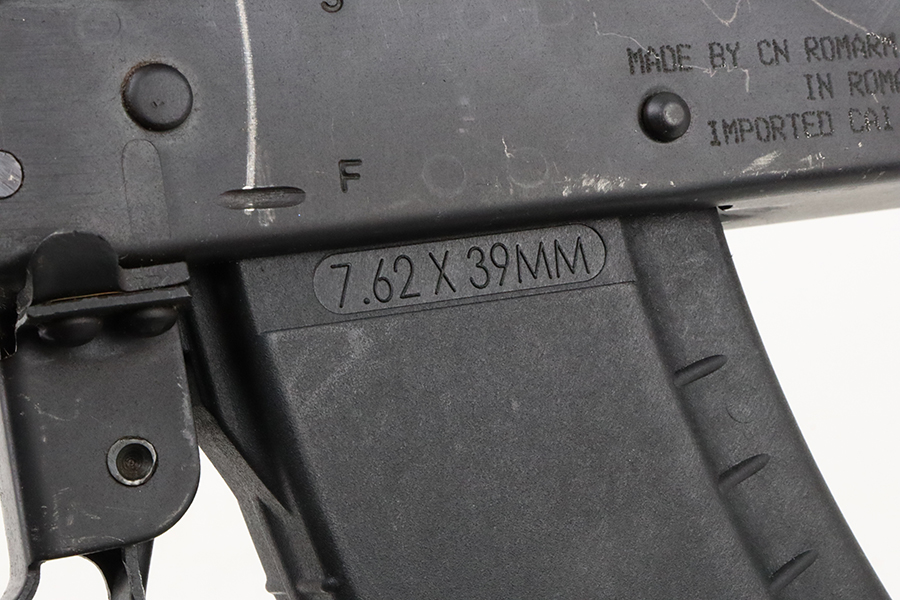 S
MADE BY CN ROMARM
IN ROMA
IMPORTED CAI
F
7.62 X 39MM